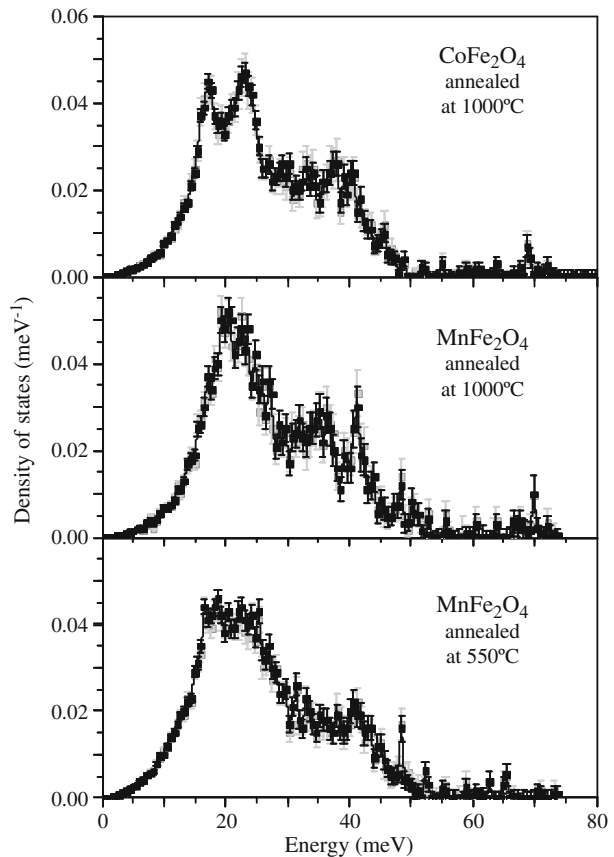 0.06
CoFe₂O₄
annealed
at 1000ºC
0.04
0.02
0.00
Density of states (meV⁻¹)
MnFe₂O₄
annealed
at 1000ºC
0.04
0.02
0.00
MnFe₂O₄
annealed
at 550ºC
0.04
0.02
0.00
0 20 40 60 80
Energy (meV)